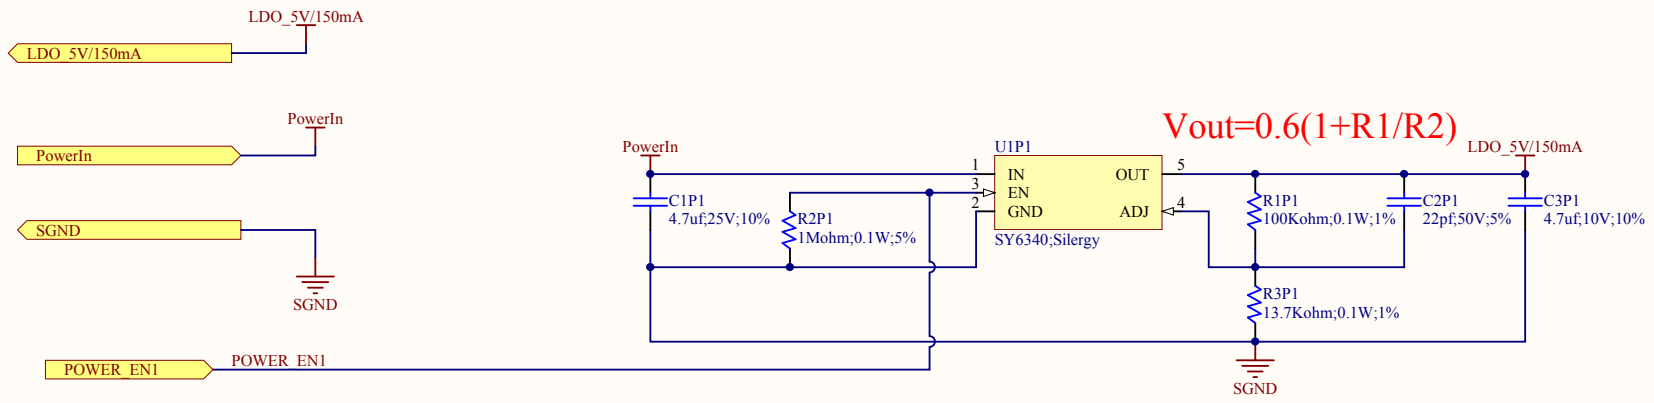 LDO_5V/150mA
LDO_5V/150mA
PowerIn
PowerIn
SGND
SGND
POWER_EN1
POWER_EN1
Vout=0.6(1+R1/R2)
PowerIn
U1P1
LDO_5V/150mA
1
IN
OUT
5
3
EN
2
GND
ADJ
4
SY6340;Silergy
C1P1
4.7uf;25V;10%
R2P1
1Mohm;0.1W;5%
R1P1
100Kohm;0.1W;1%
C2P1
22pf;50V;5%
C3P1
4.7uf;10V;10%
R3P1
13.7Kohm;0.1W;1%
SGND